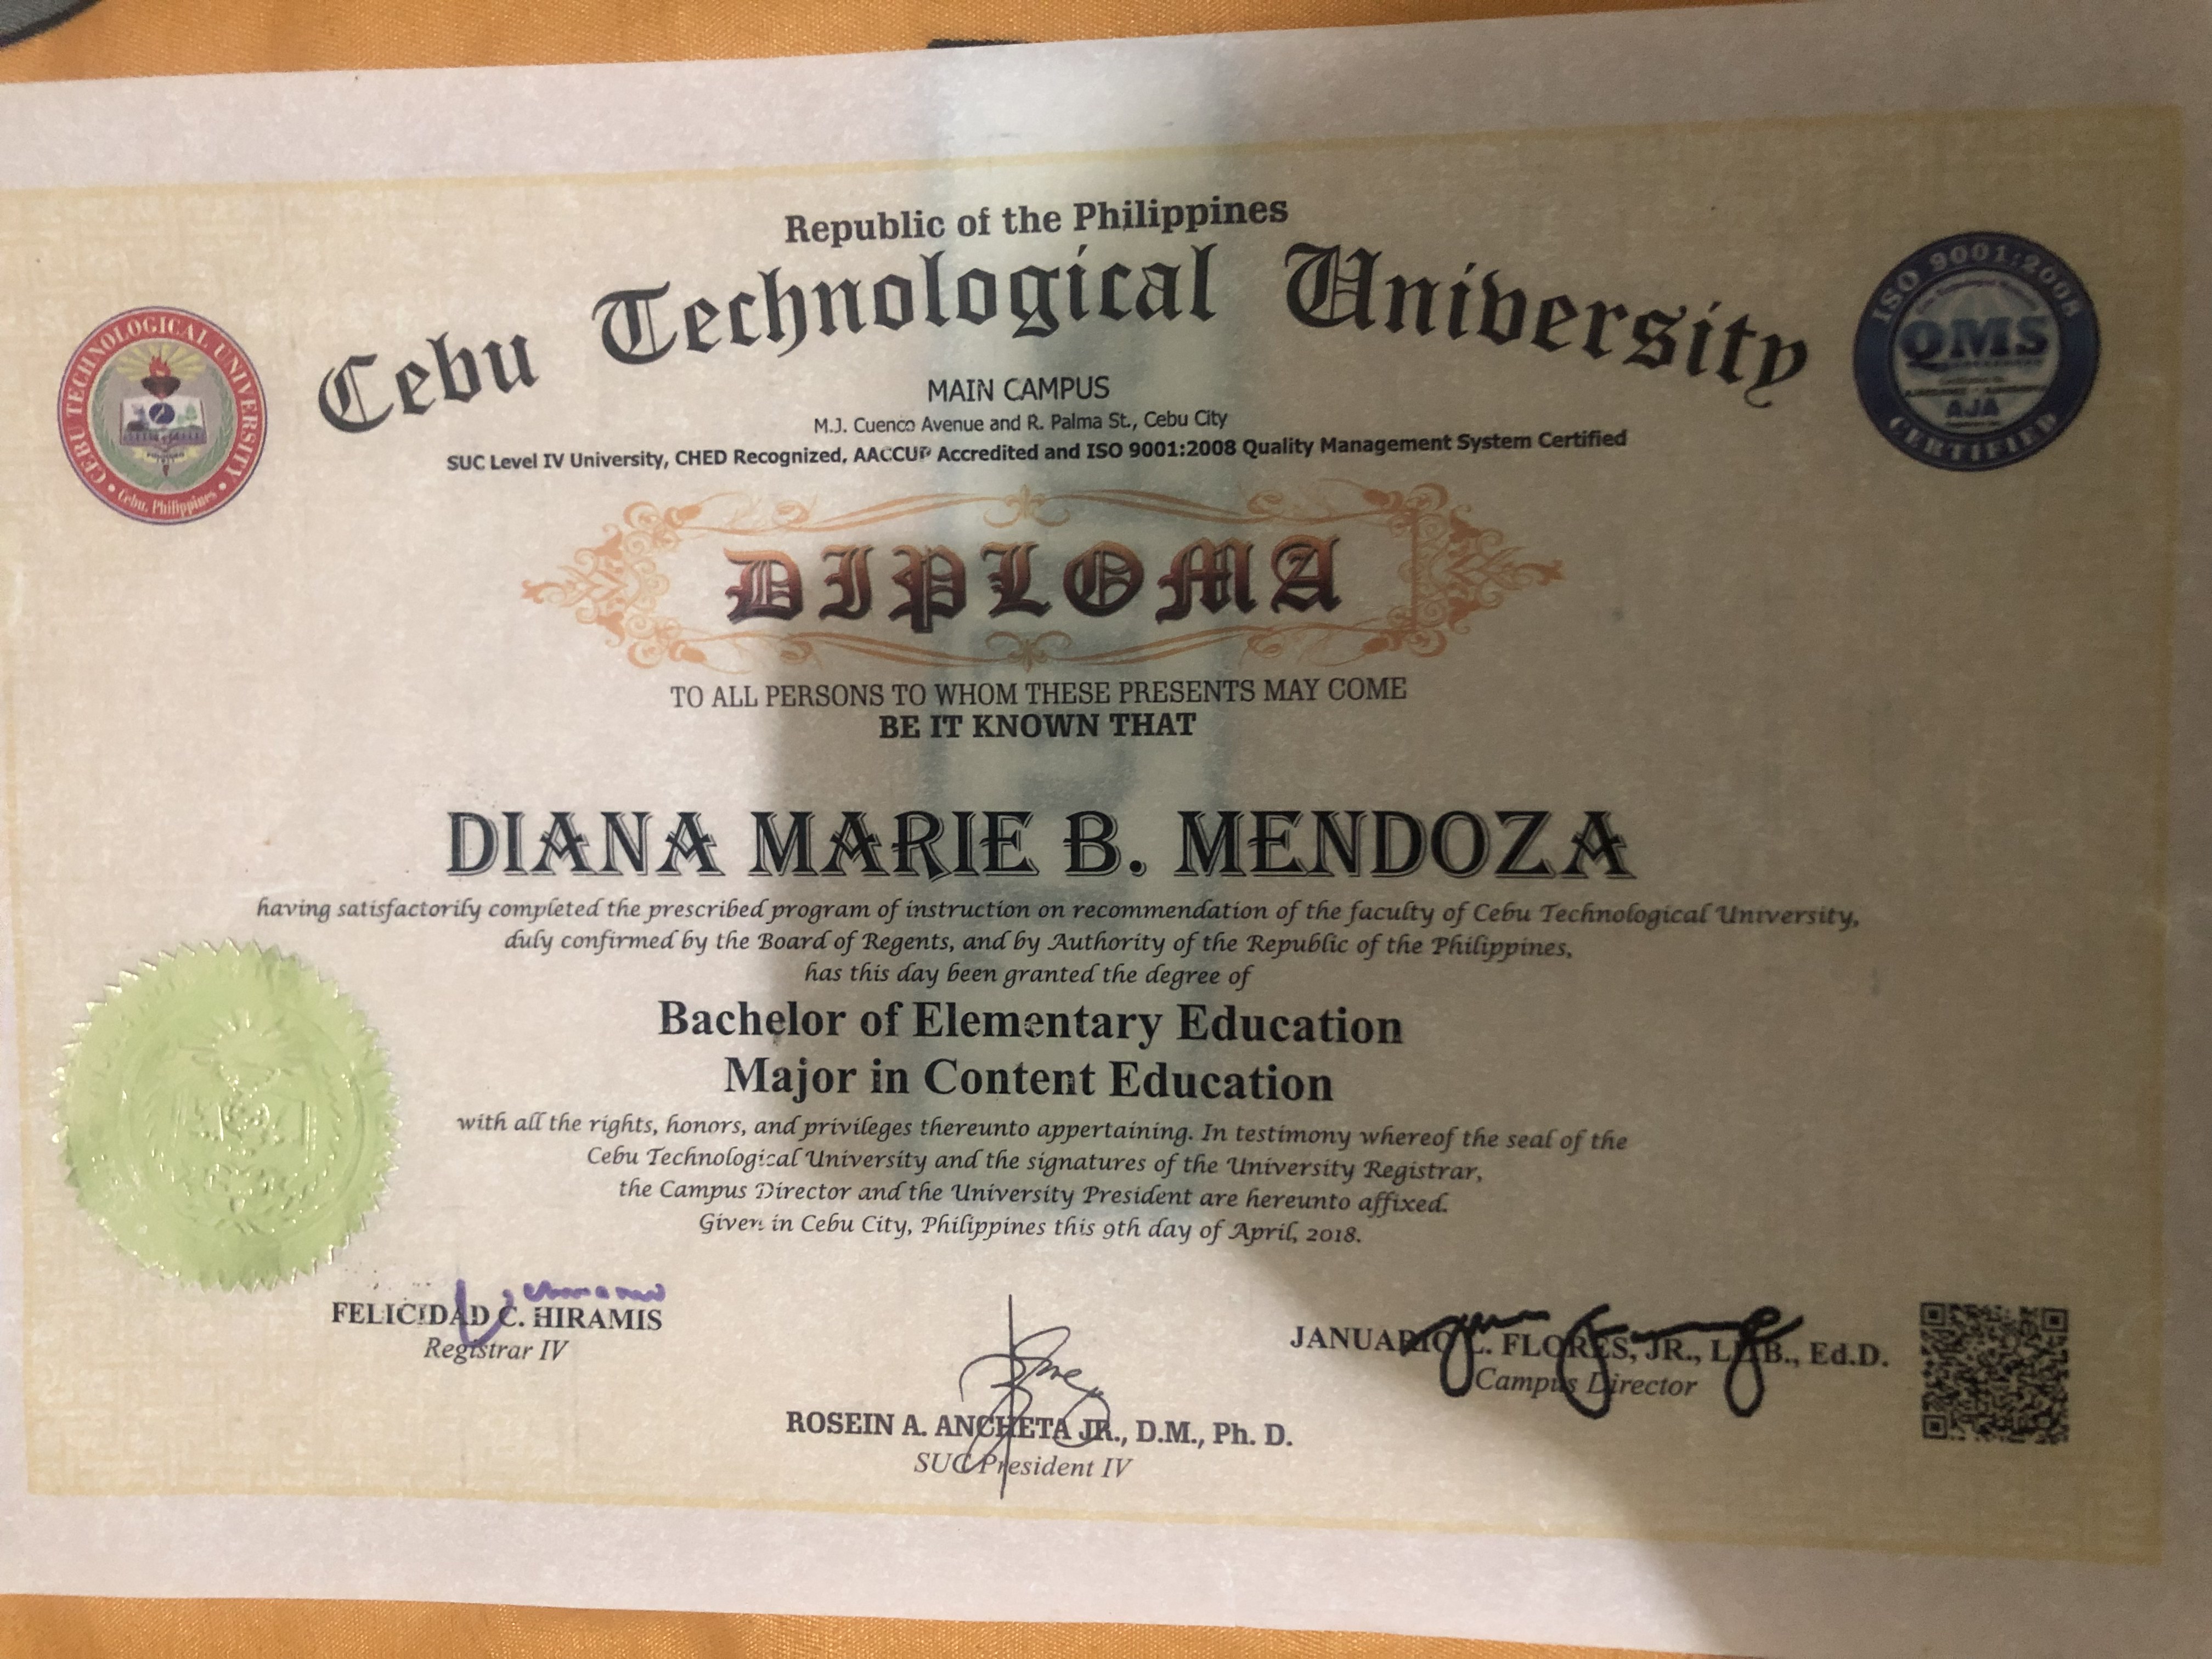 Republic of the Philippines
Cebu Technological University
MAIN CAMPUS
M.J. Cuenco Avenue and R. Palma St., Cebu City
SUC Level IV University, CHED Recognized, AACCUP Accredited and ISO 9001:2008 Quality Management System Certified
CEBU TECHNOLOGICAL UNIVERSITY
Cebu, Philippines
ISO 9001:2008
QMS
AJA
CERTIFIED
DIPLOMA
TO ALL PERSONS TO WHOM THESE PRESENTS MAY COME
BE IT KNOWN THAT
DIANA MARIE B. MENDOZA
having satisfactorily completed the prescribed program of instruction on recommendation of the faculty of Cebu Technological University,
duly confirmed by the Board of Regents, and by Authority of the Republic of the Philippines,
has this day been granted the degree of
Bachelor of Elementary Education
Major in Content Education
with all the rights, honors, and privileges thereunto appertaining. In testimony whereof the seal of the
Cebu Technological University and the signatures of the University Registrar,
the Campus Director and the University President are hereunto affixed.
Given in Cebu City, Philippines this 9th day of April, 2018.
FELICIDAD C. HIRAMIS
Registrar IV
JANUARIO L. FLORES, JR., LL.B., Ed.D.
Campus Director
ROSEIN A. ANCHETA JR., D.M., Ph. D.
SUC President IV